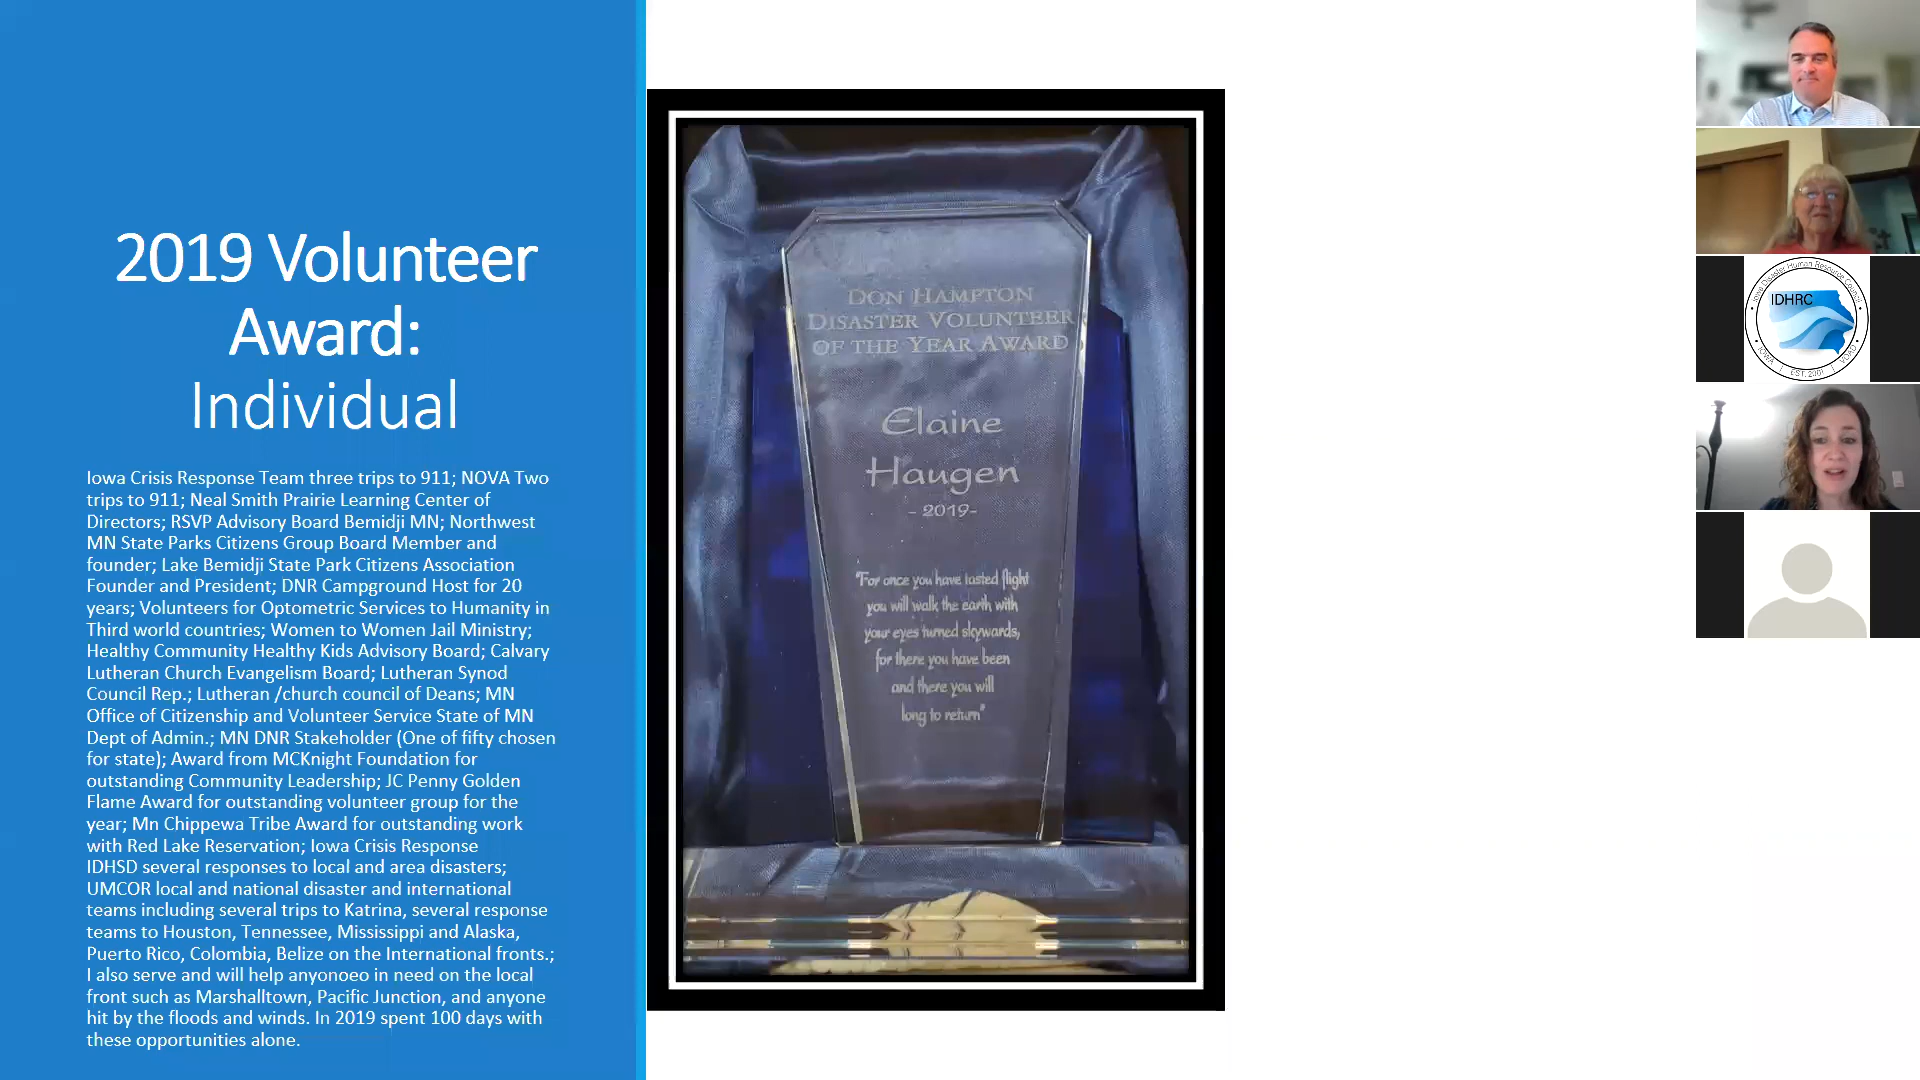 2019 Volunteer
Award:
Individual
Iowa Crisis Response Team three trips to 911; NOVA Two
trips to 911; Neal Smith Prairie Learning Center of
Directors; RSVP Advisory Board Bemidji MN; Northwest
MN State Parks Citizens Group Board Member and
founder; Lake Bemidji State Park Citizens Association
Founder and President; DNR Campground Host for 20
years; Volunteers for Optometric Services to Humanity in
Third world countries; Women to Women Jail Ministry;
Healthy Community Healthy Kids Advisory Board; Calvary
Lutheran Church Evangelism Board; Lutheran Synod
Council Rep.; Lutheran /church council of Deans; MN
Office of Citizenship and Volunteer Service State of MN
Dept of Admin.; MN DNR Stakeholder (One of fifty chosen
for state); Award from MCKnight Foundation for
outstanding Community Leadership; JC Penny Golden
Flame Award for outstanding volunteer group for the
year; Mn Chippewa Tribe Award for outstanding work
with Red Lake Reservation; Iowa Crisis Response
IDHSD several responses to local and area disasters;
UMCOR local and national disaster and international
teams including several trips to Katrina, several response
teams to Houston, Tennessee, Mississippi and Alaska,
Puerto Rico, Colombia, Belize on the International fronts.;
I also serve and will help anyonoeo in need on the local
front such as Marshalltown, Pacific Junction, and anyone
hit by the floods and winds. In 2019 spent 100 days with
these opportunities alone.
DON HAMPTON
DISASTER VOLUNTEER
OF THE YEAR AWARD
Elaine
Haugen
- 2019-
"For once you have tasted flight
you will walk the earth with
your eyes turned skywards,
for there you have been
and there you will
long to return"
Iowa Disaster Human Resource Council
IDHRC
IOWA | EST. 2001 | VOAD